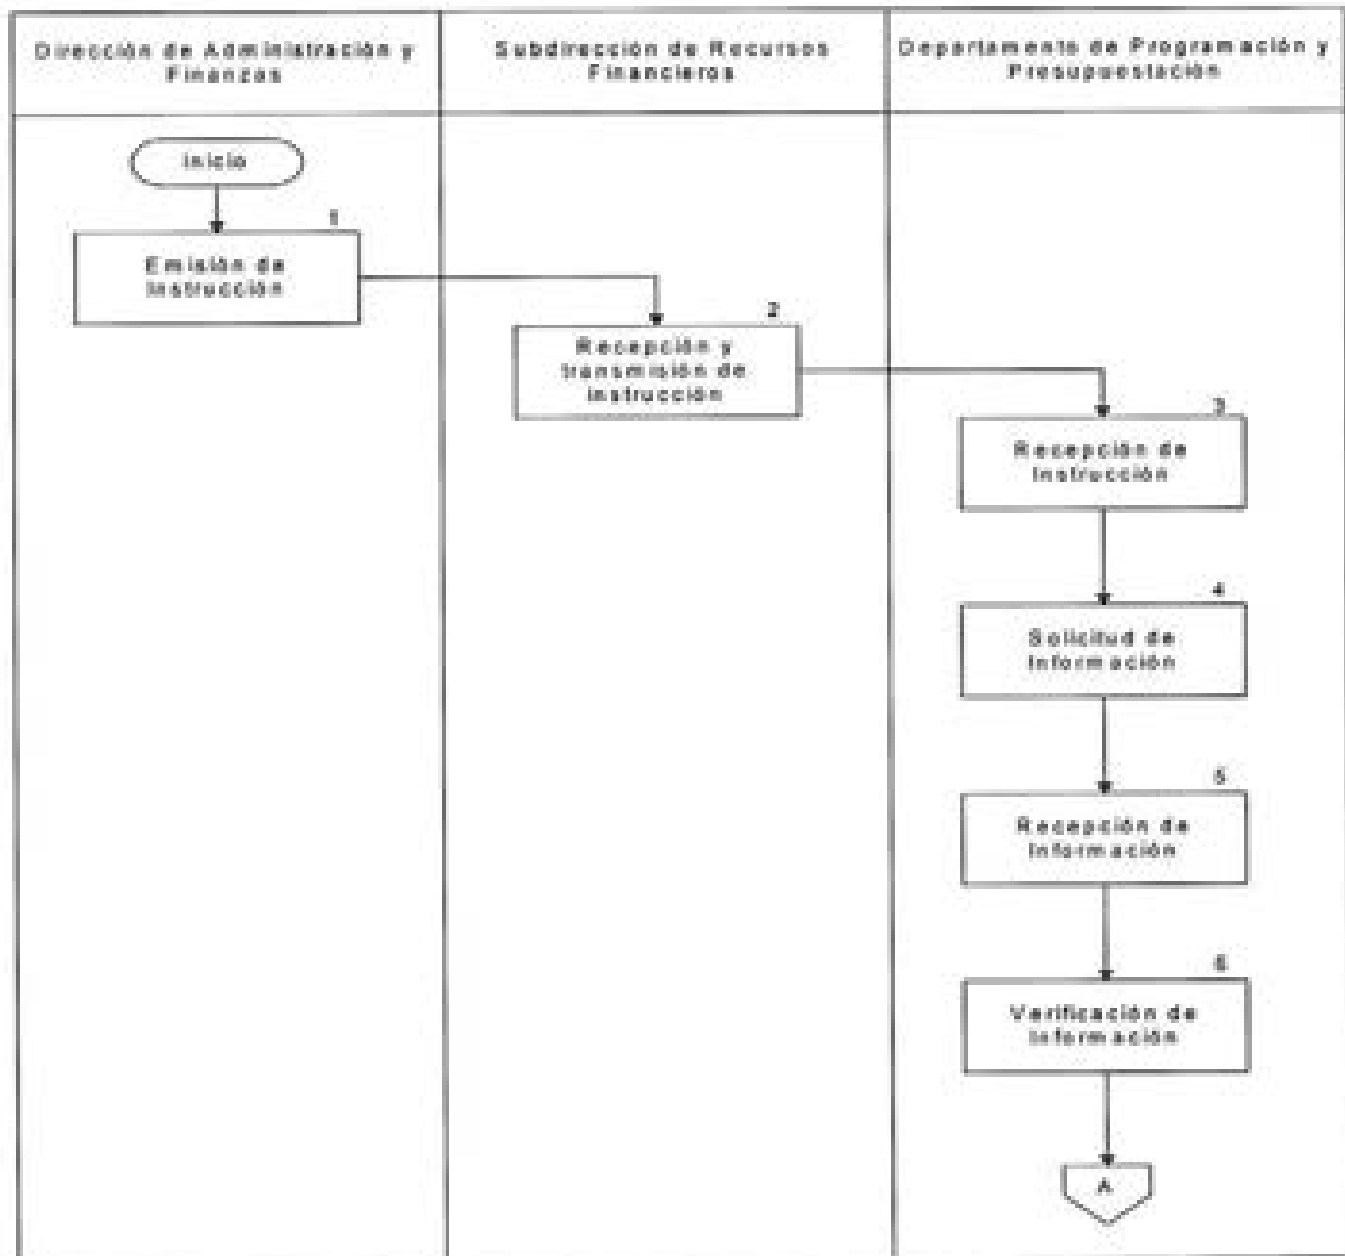 Dirección de Administración y
Finanzas
Subdirección de Recursos
Financieros
Departamento de Programación y
Presupuestación
Inicio
1
Emisión de
Instrucción
2
Recepción y
transmisión de
instrucción
3
Recepción de
Instrucción
4
Solicitud de
Información
5
Recepción de
Información
6
Verificación de
Información
A